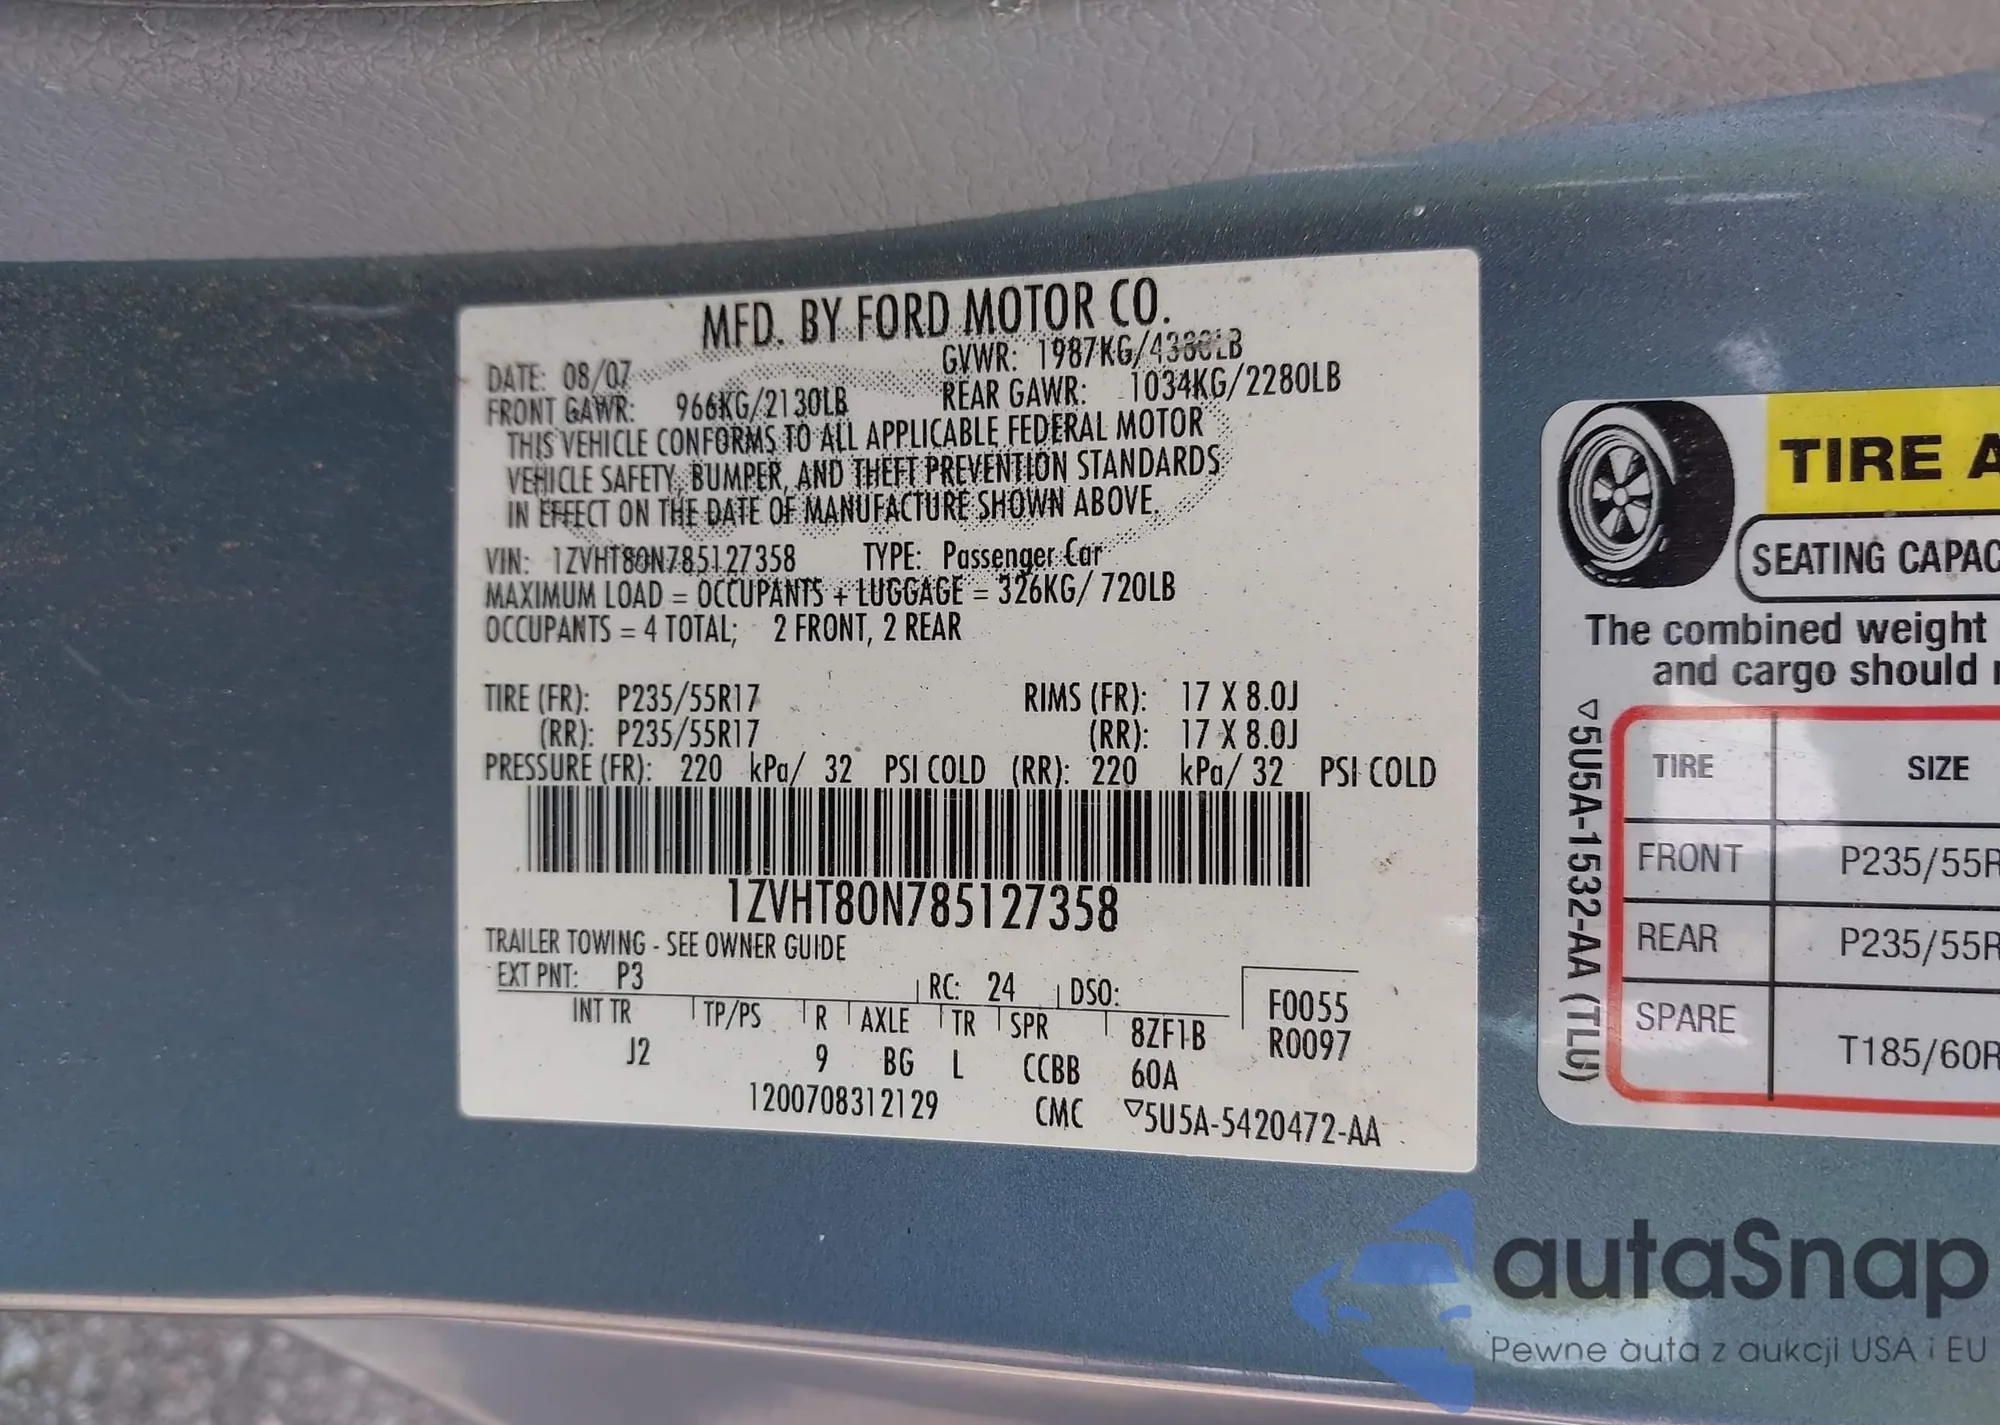 MFD. BY FORD MOTOR CO.
DATE: 08/07 GVWR: 1987KG/4380LB
FRONT GAWR: 966KG/2130LB REAR GAWR: 1034KG/2280LB
THIS VEHICLE CONFORMS TO ALL APPLICABLE FEDERAL MOTOR
VEHICLE SAFETY, BUMPER, AND THEFT PREVENTION STANDARDS
IN EFFECT ON THE DATE OF MANUFACTURE SHOWN ABOVE.
VIN: 1ZVHT80N785127358 TYPE: Passenger Car
MAXIMUM LOAD = OCCUPANTS + LUGGAGE = 326KG/ 720LB
OCCUPANTS = 4 TOTAL; 2 FRONT, 2 REAR
TIRE (FR): P235/55R17 RIMS (FR): 17 X 8.0J
(RR): P235/55R17 (RR): 17 X 8.0J
PRESSURE (FR): 220 kPa/ 32 PSI COLD (RR): 220 kPa/ 32 PSI COLD
1ZVHT80N785127358
TRAILER TOWING - SEE OWNER GUIDE
EXT PNT: P3 RC: 24 DSO: F0055
INT TR TP/PS R AXLE TR SPR 8ZF1B R0097
J2 9 BG L CCBB 60A
1200708312129 CMC ▽5U5A-5420472-AA
TIRE A
SEATING CAPAC
The combined weight
and cargo should
▽5U5A-1532-AA (TLU)
TIRE SIZE
FRONT P235/55R
REAR P235/55R
SPARE T185/60R
autaSnap
Pewne auta z aukcji USA i EU